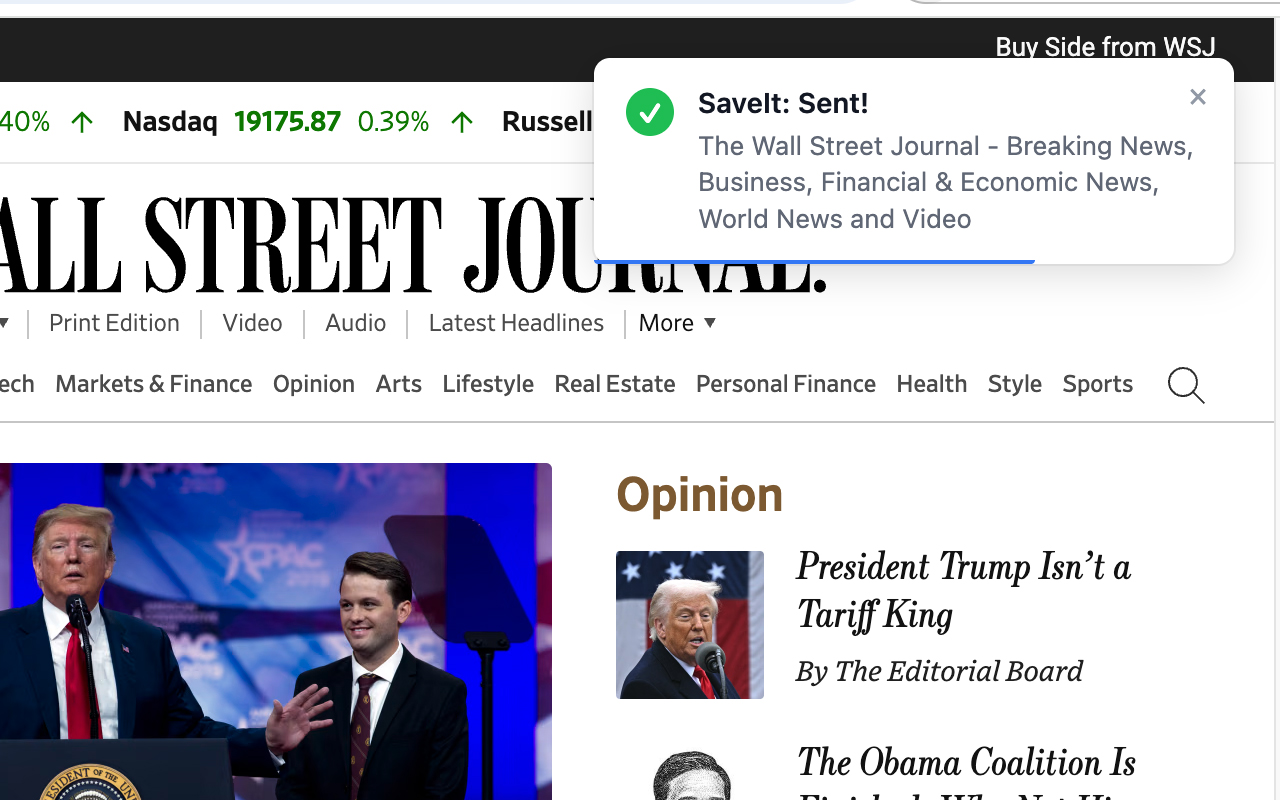 Buy Side from WSJ
40% ↑ Nasdaq 19175.87 0.39% ↑ Russell
SaveIt: Sent!
The Wall Street Journal - Breaking News,
Business, Financial & Economic News,
World News and Video
ALL STREET JOURNAL.
Print Edition Video Audio Latest Headlines More
ech Markets & Finance Opinion Arts Lifestyle Real Estate Personal Finance Health Style Sports
CPAC
2019
Opinion
President Trump Isn’t a
Tariff King
By The Editorial Board
The Obama Coalition Is